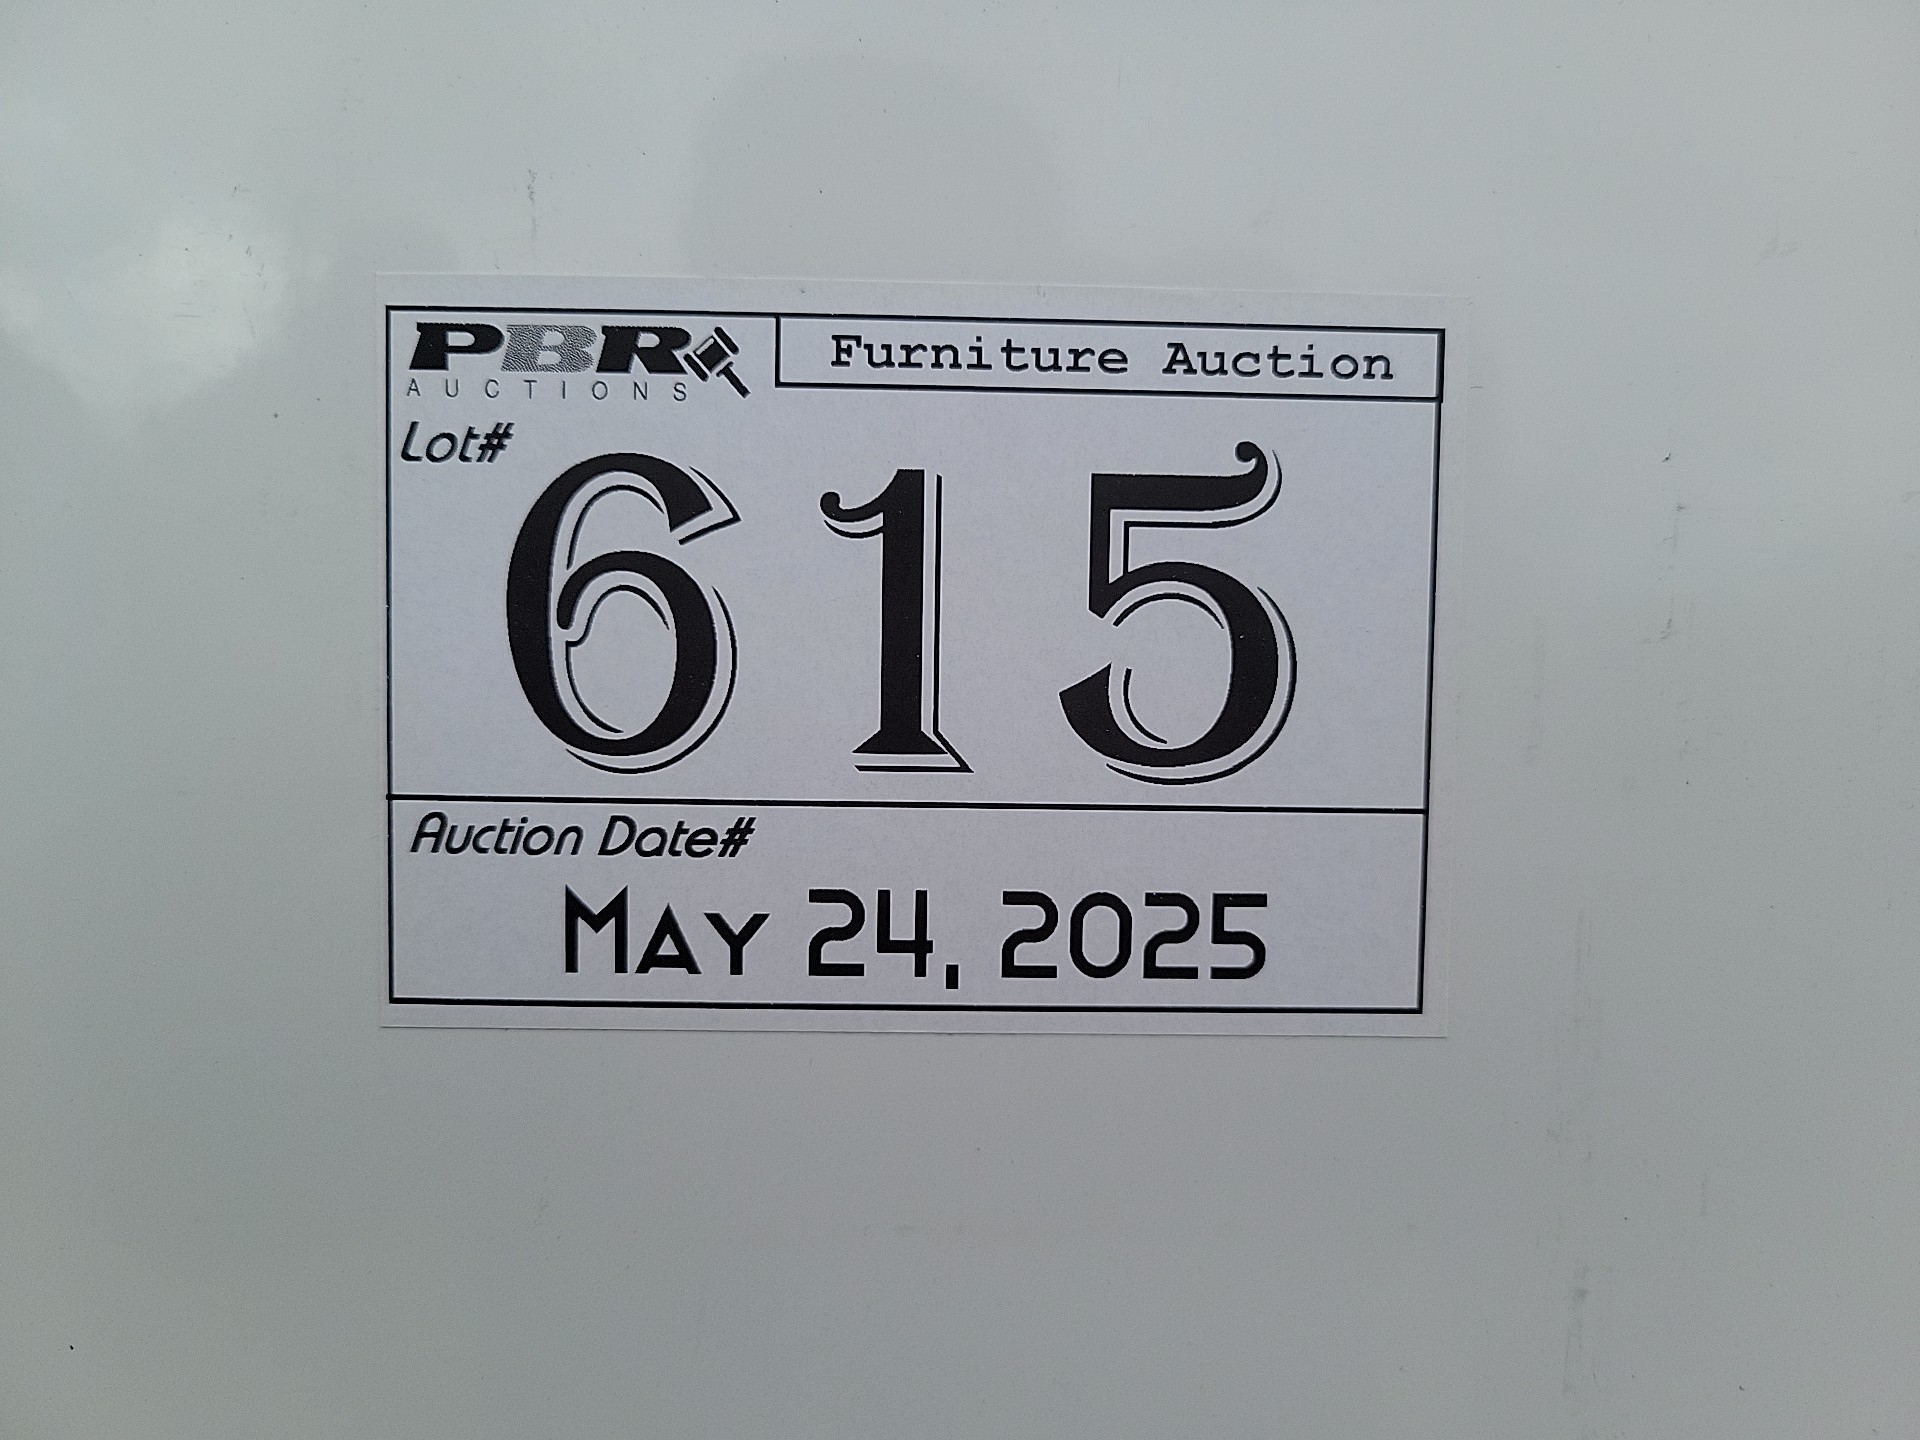 PBR
AUCTIONS
Furniture Auction
Lot#
615
Auction Date#
May 24, 2025